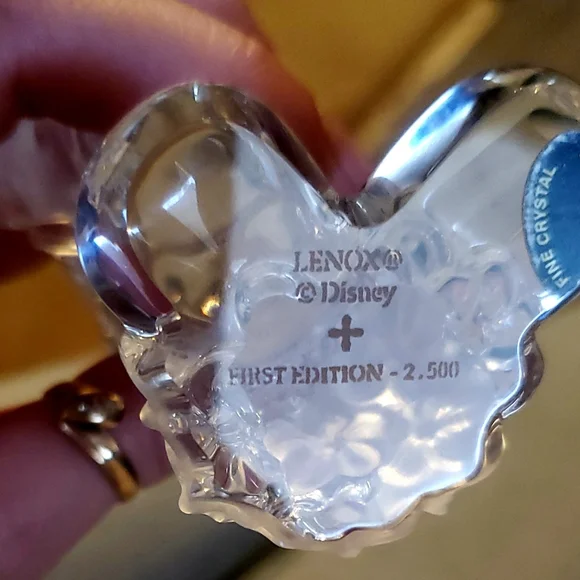 LENOX®
© Disney
+
FIRST EDITION - 2.500
FINE CRYSTAL